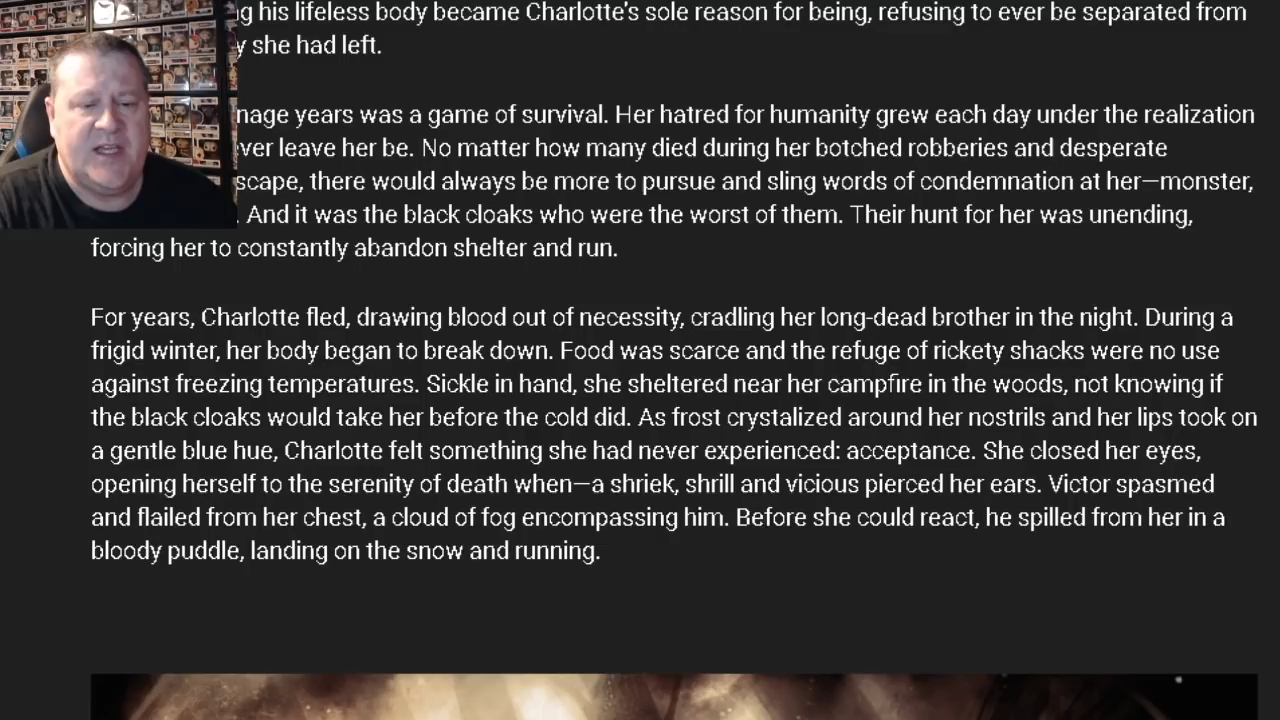 g his lifeless body became Charlotte's sole reason for being, refusing to ever be separated from
y she had left.
nage years was a game of survival. Her hatred for humanity grew each day under the realization
ver leave her be. No matter how many died during her botched robberies and desperate
scape, there would always be more to pursue and sling words of condemnation at her—monster,
. And it was the black cloaks who were the worst of them. Their hunt for her was unending,
forcing her to constantly abandon shelter and run.
For years, Charlotte fled, drawing blood out of necessity, cradling her long-dead brother in the night. During a
frigid winter, her body began to break down. Food was scarce and the refuge of rickety shacks were no use
against freezing temperatures. Sickle in hand, she sheltered near her campfire in the woods, not knowing if
the black cloaks would take her before the cold did. As frost crystalized around her nostrils and her lips took on
a gentle blue hue, Charlotte felt something she had never experienced: acceptance. She closed her eyes,
opening herself to the serenity of death when—a shriek, shrill and vicious pierced her ears. Victor spasmed
and flailed from her chest, a cloud of fog encompassing him. Before she could react, he spilled from her in a
bloody puddle, landing on the snow and running.